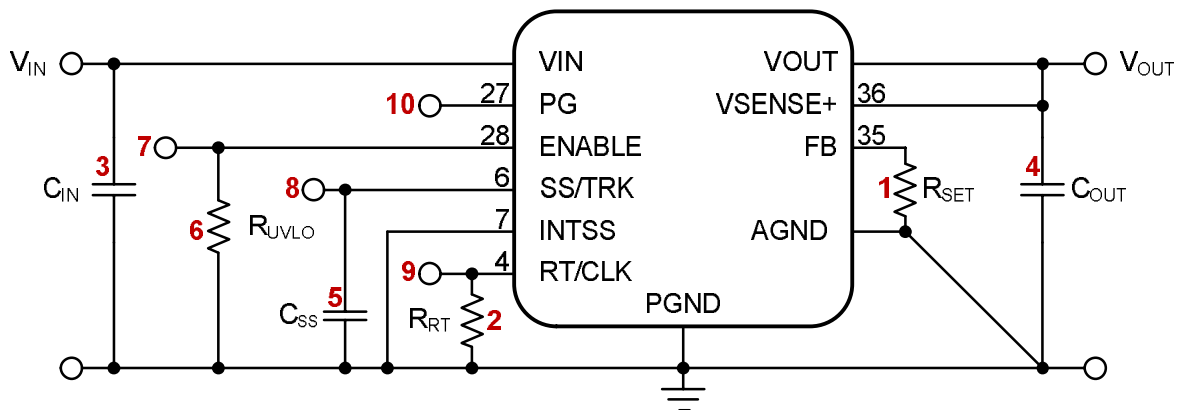 VIN VIN VOUT VOUT
10 27 PG VSENSE+ 36
7 28 ENABLE FB 35
3 CIN 8 6 SS/TRK 1 RSET 4 COUT
6 RUVLO 7 INTSS AGND
9 4 RT/CLK
5 CSS RRT 2 PGND